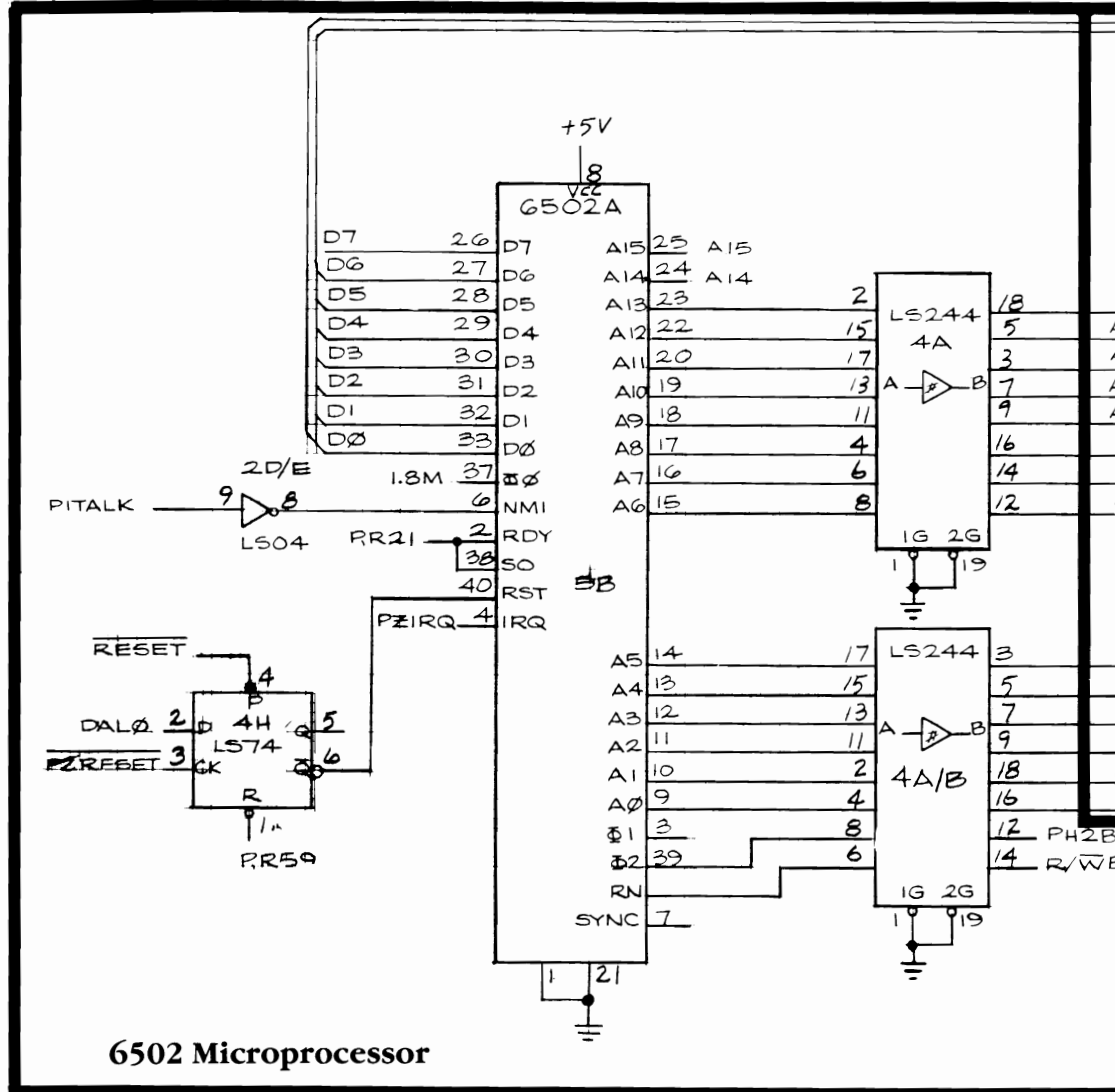 +5V
8
VCC
6502A
D7 26 D7
D6 27 D6
D5 28 D5
D4 29 D4
D3 30 D3
D2 31 D2
D1 32 D1
DØ 33 DØ
1.8M 37 Φ0
2D/E
PITALK 9 8 6 NMI
LS04
P,R21 2 RDY
38 SO
40 RST
PZIRQ 4 IRQ
5B
A15 25 A15
A14 24 A14
A13 23 2
A12 22 15
A11 20 17
A10 19 13
A9 18 11
A8 17 4
A7 16 6
A6 15 8
LS244
4A
A B
18
5
3
7
9
16
14
12
1G 2G
1 19
RESET
4
P
DALØ 2 D 4H Q 5
LS74
RESET 3 CK Q 6
R
1
P,R59
A5 14 17
A4 13 15
A3 12 13
A2 11 11
A1 10 2
AØ 9 4
Φ1 3 8
Φ2 39 6
RN
SYNC 7
LS244
A B
4A/B
3
5
7
9
18
16
12 PH2B
14 R/W̅B
1G 2G
1 19
1 21
6502 Microprocessor